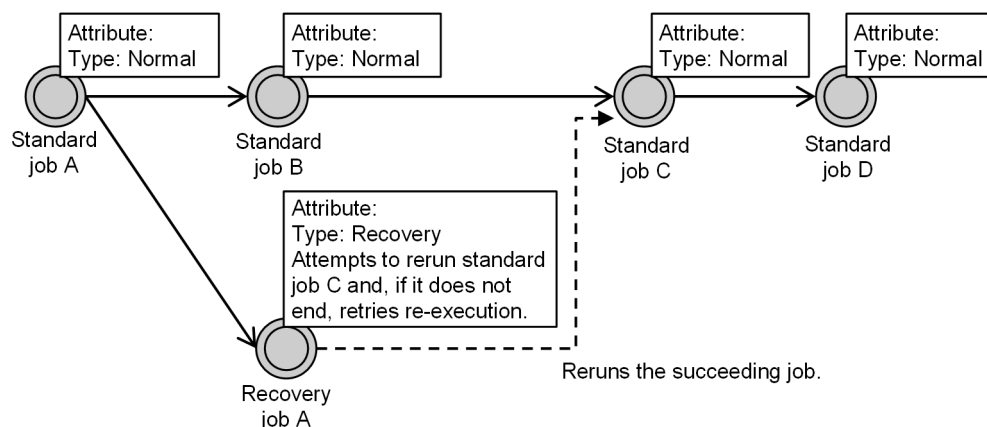 Attribute:
Type: Normal
Attribute:
Type: Normal
Attribute:
Type: Normal
Attribute:
Type: Normal
Standard
job A
Standard
job B
Standard
job C
Standard
job D
Attribute:
Type: Recovery
Attempts to rerun standard
job C and, if it does not
end, retries re-execution.
Reruns the succeeding job.
Recovery
job A